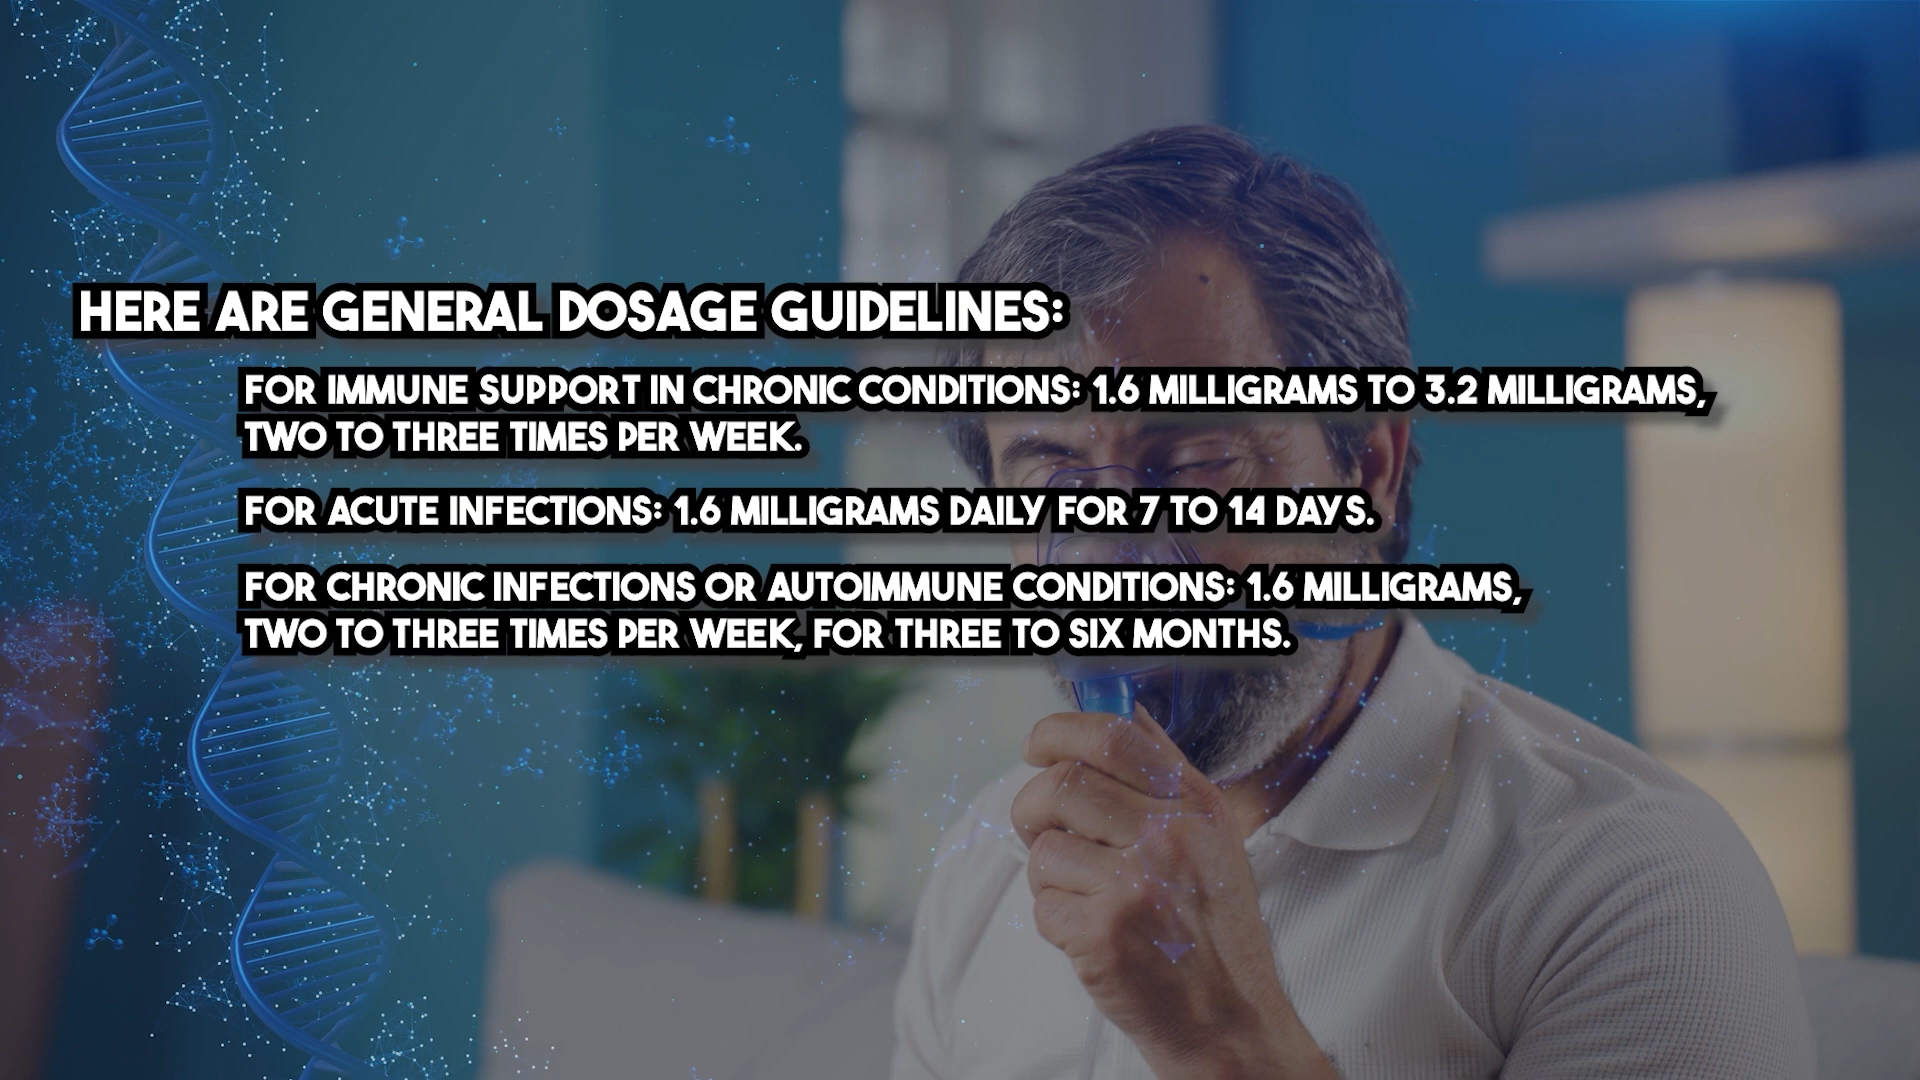 HERE ARE GENERAL DOSAGE GUIDELINES:
FOR IMMUNE SUPPORT IN CHRONIC CONDITIONS: 1.6 MILLIGRAMS TO 3.2 MILLIGRAMS,
TWO TO THREE TIMES PER WEEK.
FOR ACUTE INFECTIONS: 1.6 MILLIGRAMS DAILY FOR 7 TO 14 DAYS.
FOR CHRONIC INFECTIONS OR AUTOIMMUNE CONDITIONS: 1.6 MILLIGRAMS,
TWO TO THREE TIMES PER WEEK, FOR THREE TO SIX MONTHS.